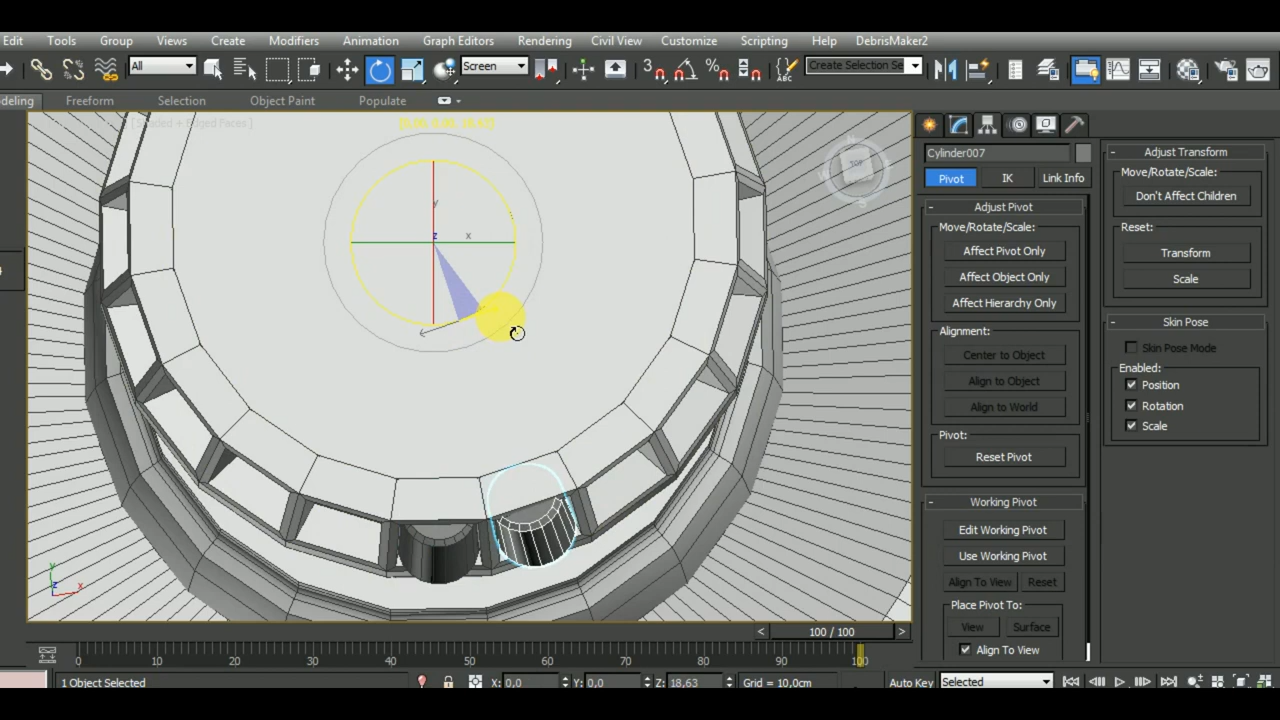 Edit Tools Group Views Create Modifiers Animation Graph Editors Rendering Civil View Customize Scripting Help DebrisMaker2
All Screen 3 % ABC Create Selection Se
deling Freeform Selection Object Paint Populate
Shaded + Edged Faces ]
Cylinder007
Pivot IK Link Info
- Adjust Pivot
Move/Rotate/Scale:
Affect Pivot Only
Affect Object Only
Affect Hierarchy Only
Alignment:
Center to Object
Align to Object
Align to World
Pivot:
Reset Pivot
- Working Pivot
Edit Working Pivot
Use Working Pivot
Align To View Reset
Place Pivot To:
View Surface
Align To View
- Adjust Transform
Move/Rotate/Scale:
Don't Affect Children
Reset:
Transform
Scale
- Skin Pose
Skin Pose Mode
Enabled:
Position
Rotation
Scale
TOP
y
z x
y
z x
< 100 / 100 >
0 10 20 30 40 50 60 70 80 90 100
1 Object Selected X: 0,0 Y: 0,0 Z: 18,63 Grid = 10,0cm Auto Key Selected